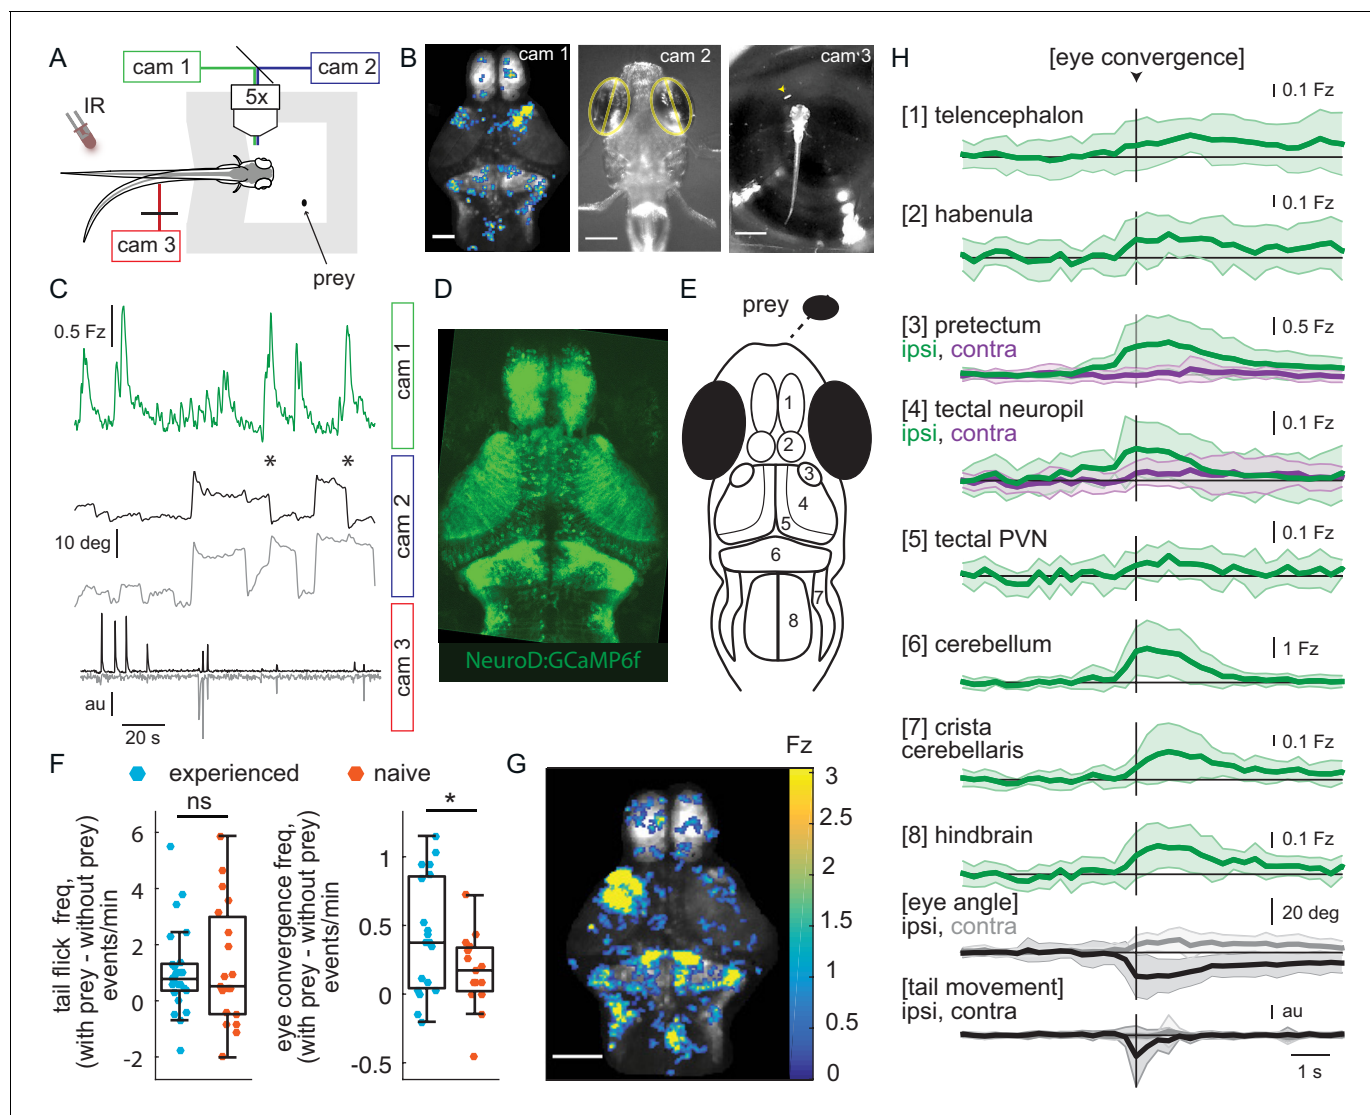 A
cam 1
cam 2
5x
IR
cam 3
prey
B
cam 1
cam 2
cam 3
C
0.5 Fz
cam 1
*
*
10 deg
cam 2
au
20 s
cam 3
D
NeuroD:GCaMP6f
E
prey
1
2
3
4
5
6
7
8
F
experienced
naive
ns
tail flick freq,
(with prey - without prey)
events/min
6
4
2
0
-2
*
eye convergence freq,
(with prey - without prey)
events/min
1
0.5
0
-0.5
G
Fz
3
2.5
2
1.5
1
0.5
0
H
[eye convergence]
0.1 Fz
[1] telencephalon
0.1 Fz
[2] habenula
[3] pretectum
ipsi, contra
0.5 Fz
[4] tectal neuropil
ipsi, contra
0.1 Fz
[5] tectal PVN
0.1 Fz
[6] cerebellum
1 Fz
[7] crista
cerebellaris
0.1 Fz
[8] hindbrain
0.1 Fz
[eye angle]
ipsi, contra
20 deg
[tail movement]
ipsi, contra
au
1 s